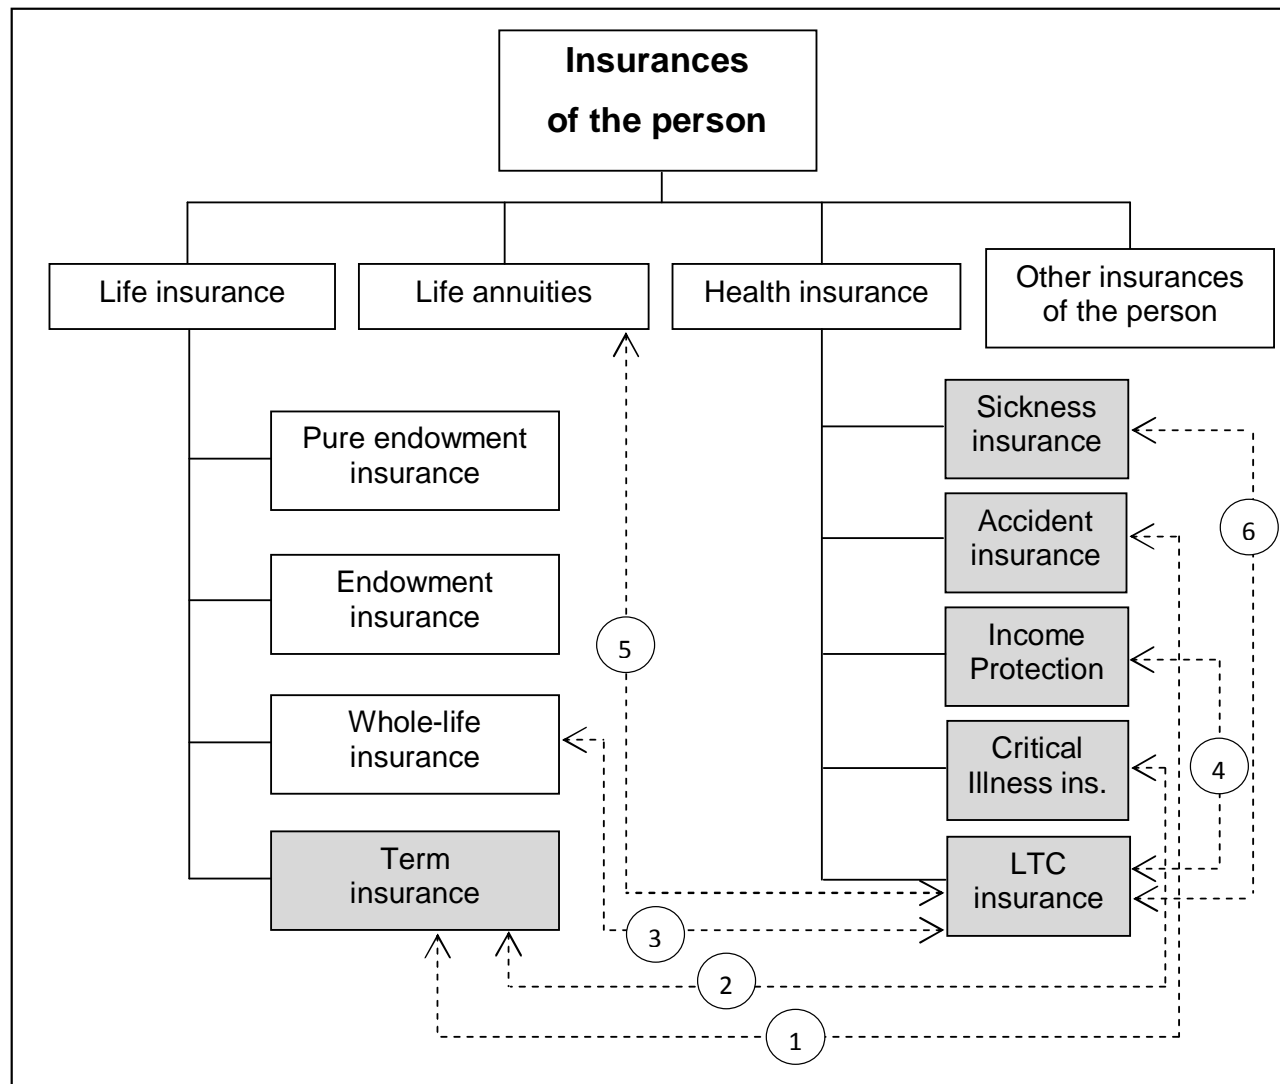 Insurances
of the person
Life insurance
Life annuities
Health insurance
Other insurances
of the person
Pure endowment
insurance
Endowment
insurance
Whole-life
insurance
Term
insurance
Sickness
insurance
Accident
insurance
Income
Protection
Critical
Illness ins.
LTC
insurance
6
5
4
3
2
1